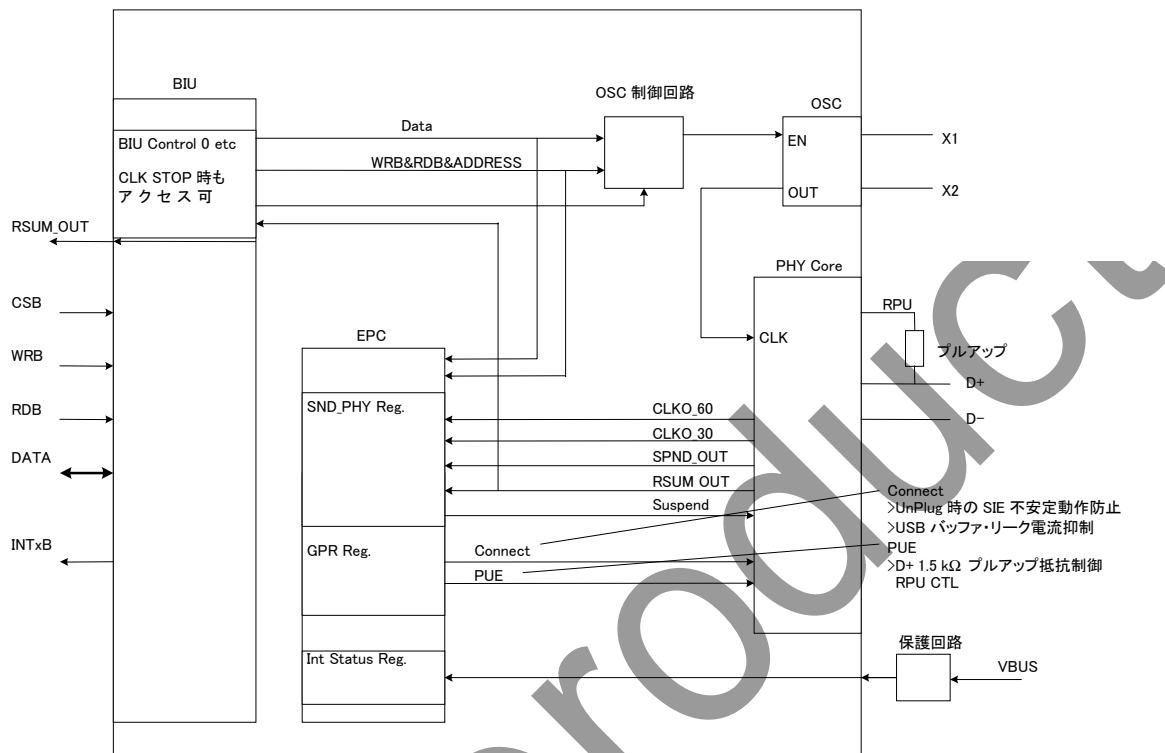 BIU
OSC 制御回路
OSC
BIU Control 0 etc
CLK STOP 時も
アクセス可
Data
WRB&RDB&ADDRESS
EN
OUT
X1
X2
RSUM_OUT
CSB
WRB
RDB
DATA
INTxB
EPC
SND_PHY Reg.
GPR Reg.
Int Status Reg.
PHY Core
CLK
RPU
プルアップ
D+
D-
CLKO_60
CLKO_30
SPND_OUT
RSUM OUT
Suspend
Connect
PUE
Connect
>UnPlug 時の SIE 不安定動作防止
>USB バッファ・リーク電流抑制
PUE
>D+ 1.5 kΩ プルアップ抵抗制御
RPU CTL
保護回路
VBUS
roduct